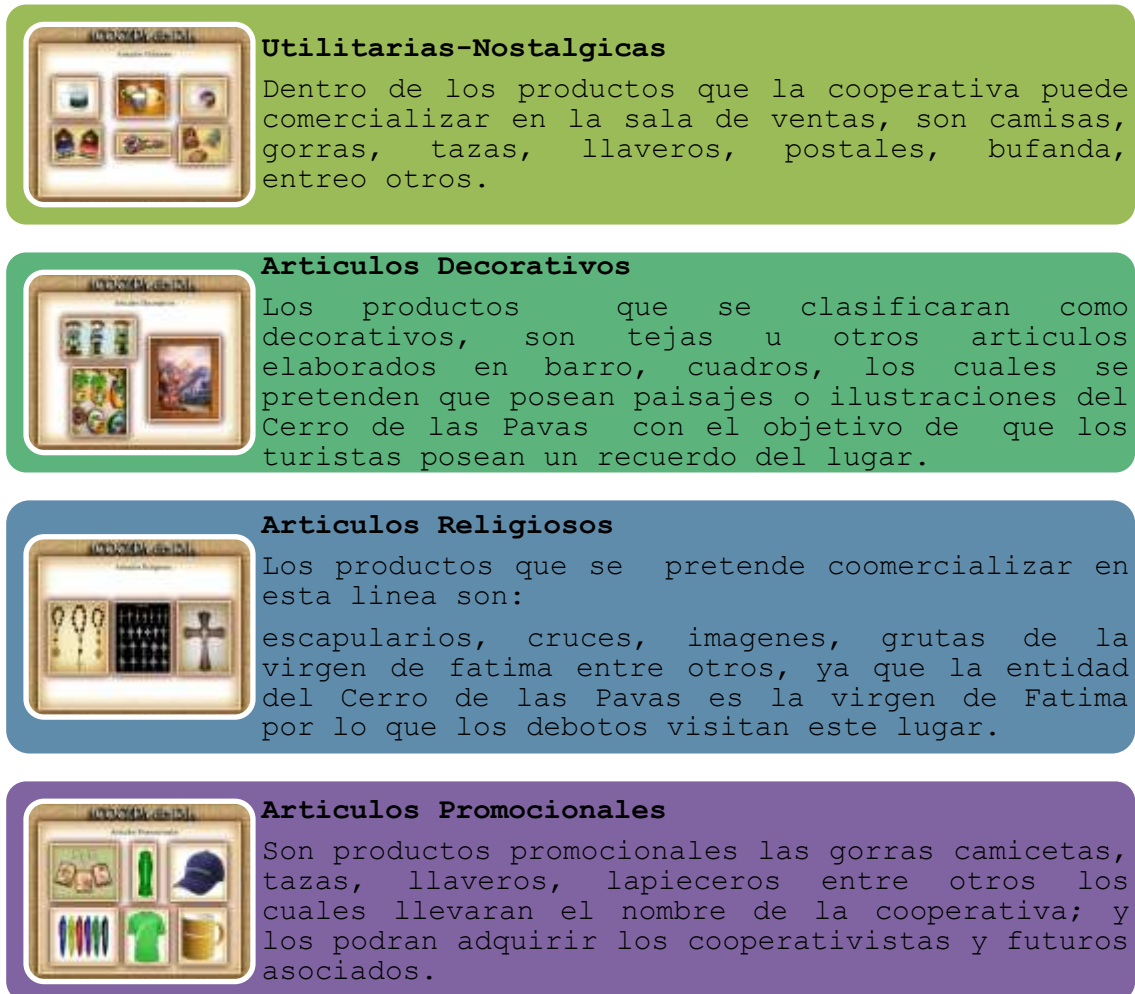 Utilitarias-Nostalgicas
Dentro de los productos que la cooperativa puede
comercializar en la sala de ventas, son camisas,
gorras, tazas, llaveros, postales, bufanda,
entreo otros.
Articulos Decorativos
Los productos que se clasificaran como
decorativos, son tejas u otros articulos
elaborados en barro, cuadros, los cuales se
pretenden que posean paisajes o ilustraciones del
Cerro de las Pavas con el objetivo de que los
turistas posean un recuerdo del lugar.
Articulos Religiosos
Los productos que se pretende coomercializar en
esta linea son:
escapularios, cruces, imagenes, grutas de la
virgen de fatima entre otros, ya que la entidad
del Cerro de las Pavas es la virgen de Fatima
por lo que los debotos visitan este lugar.
Articulos Promocionales
Son productos promocionales las gorras camicetas,
tazas, llaveros, lapieceros entre otros los
cuales llevaran el nombre de la cooperativa; y
los podran adquirir los cooperativistas y futuros
asociados.